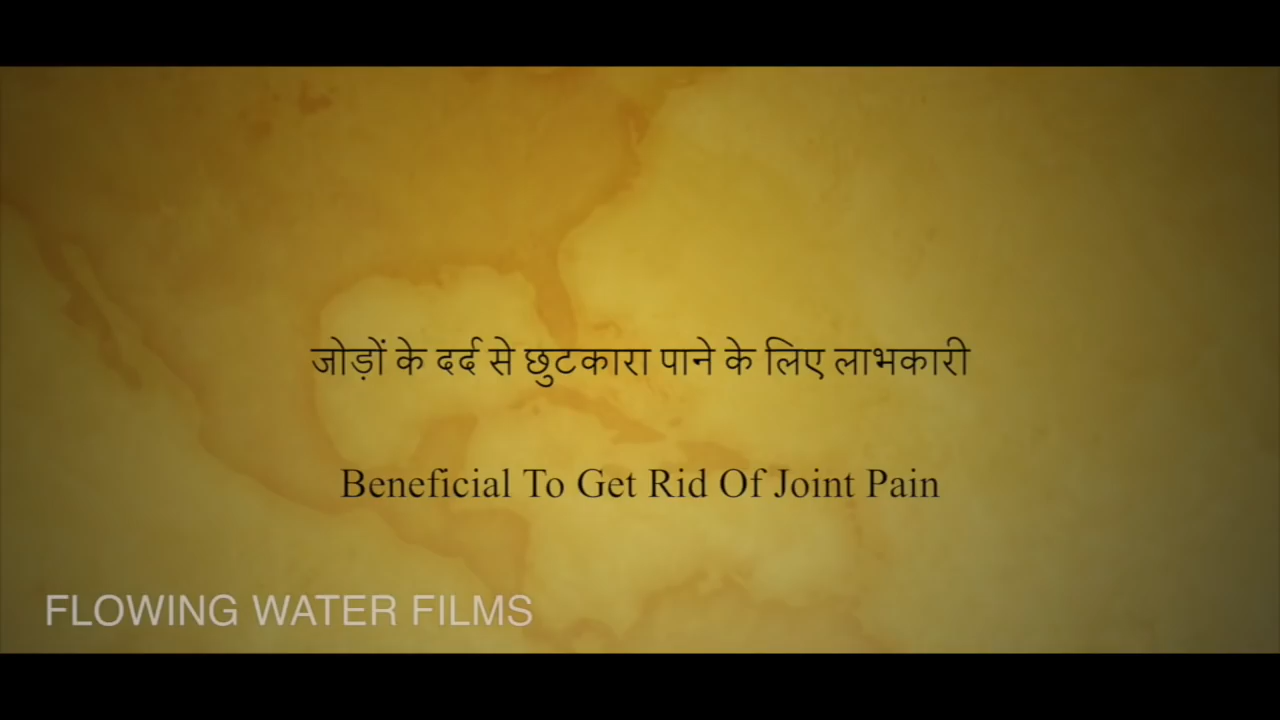 जोड़ों के दर्द से छुटकारा पाने के लिए लाभकारी
Beneficial To Get Rid Of Joint Pain
FLOWING WATER FILMS